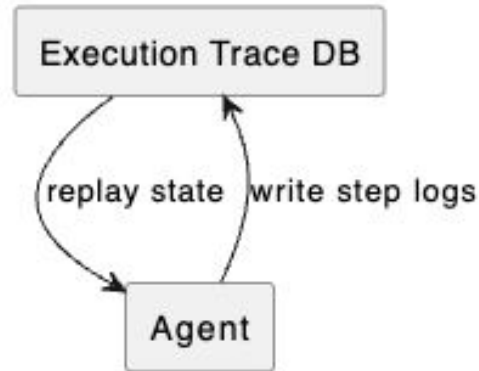 Execution Trace DB
replay state
write step logs
Agent